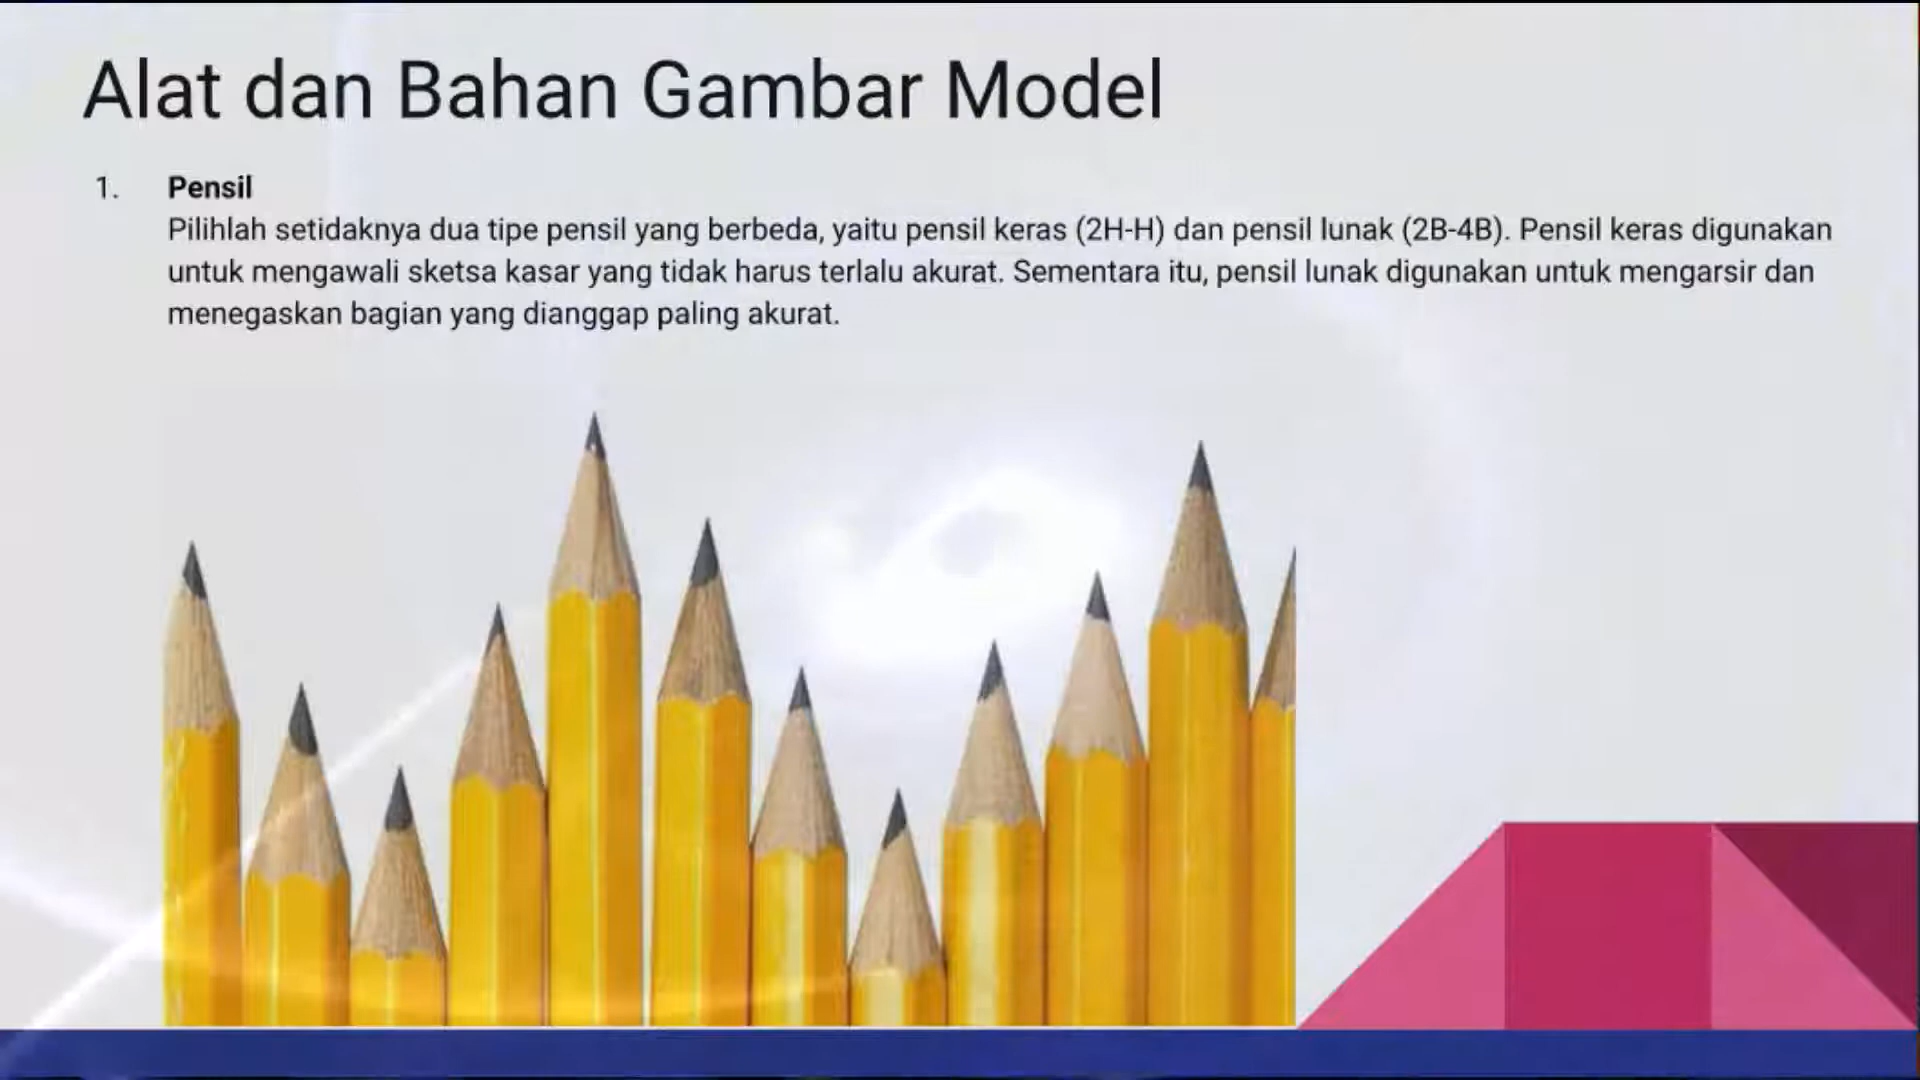 Alat dan Bahan Gambar Model
1. Pensil
Pilihlah setidaknya dua tipe pensil yang berbeda, yaitu pensil keras (2H-H) dan pensil lunak (2B-4B). Pensil keras digunakan
untuk mengawali sketsa kasar yang tidak harus terlalu akurat. Sementara itu, pensil lunak digunakan untuk mengarsir dan
menegaskan bagian yang dianggap paling akurat.